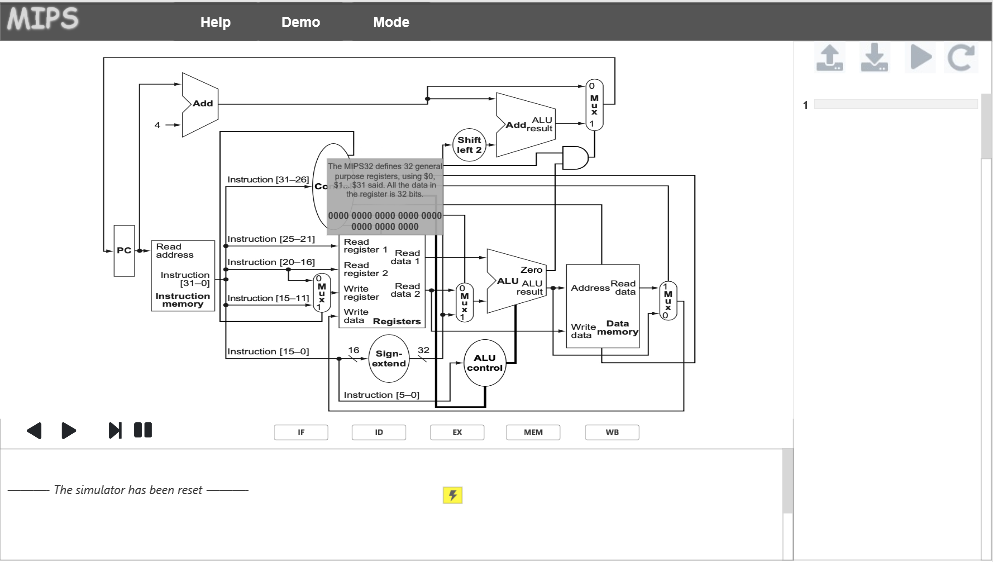 MIPS
Help Demo Mode
1
Add
4
0
Mux
1
Add ALU
result
Shift
left 2
Instruction [31–26]
Co
The MIPS32 defines 32 general
purpose registers, using $0,
$1,...$31 said. All the data in
the register is 32 bits.
0000 0000 0000 0000 0000
0000 0000 0000
PC
Read
address
Instruction
[31–0]
Instruction
memory
Instruction [25–21]
Instruction [20–16]
Instruction [15–11]
0
Mux
1
Read
register 1
Read
register 2
Write
register
Write
data
Read
data 1
Read
data 2
Registers
0
Mux
1
Zero
ALU ALU
result
Address
Read
data
Write
data
Data
memory
1
Mux
0
Instruction [15–0]
16
Sign-
extend
32
ALU
control
Instruction [5–0]
IF ID EX MEM WB
——— The simulator has been reset ———